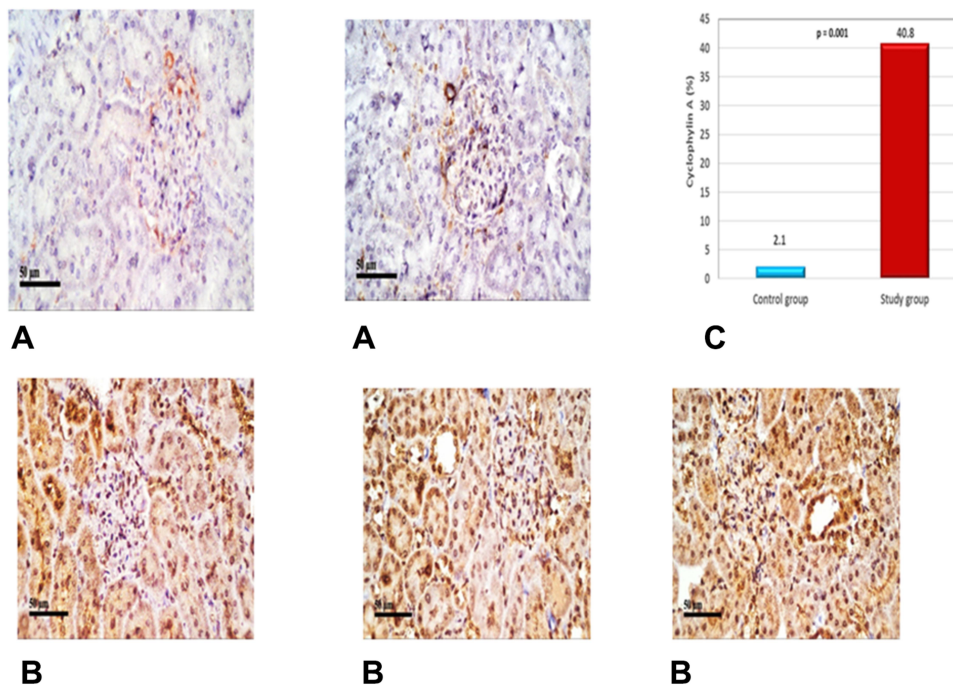 50 µm
A
50 µm
A
Cyclophylin A (%)
p = 0.001
40.8
45
40
35
30
25
20
15
10
5
0
2.1
Control group
Study group
C
50 µm
B
50 µm
B
50 µm
B